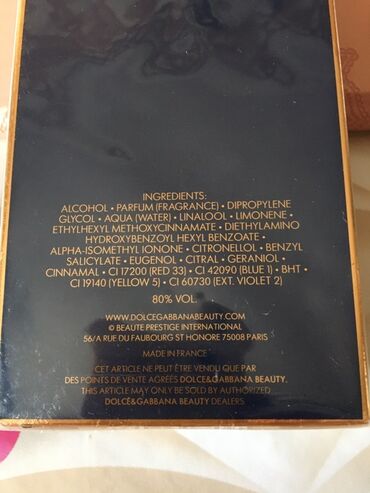 INGREDIENTS:
ALCOHOL • PARFUM (FRAGRANCE) • DIPROPYLENE
GLYCOL • AQUA (WATER) • LINALOOL • LIMONENE •
ETHYLHEXYL METHOXYCINNAMATE • DIETHYLAMINO
HYDROXYBENZOYL HEXYL BENZOATE •
ALPHA-ISOMETHYL IONONE • CITRONELLOL • BENZYL
SALICYLATE • EUGENOL • CITRAL • GERANIOL •
CINNAMAL • CI 17200 (RED 33) • CI 42090 (BLUE 1) • BHT •
CI 19140 (YELLOW 5) • CI 60730 (EXT. VIOLET 2)
80% VOL.
WWW.DOLCEGABBANABEAUTY.COM
© BEAUTE PRESTIGE INTERNATIONAL
56/A RUE DU FAUBOURG ST HONORE 75008 PARIS
MADE IN FRANCE
CET ARTICLE NE PEUT ÊTRE VENDU QUE PAR
DES POINTS DE VENTE AGRÉÉS DOLCE&GABBANA BEAUTY.
THIS ARTICLE MAY ONLY BE SOLD BY AUTHORIZED
DOLCE&GABBANA BEAUTY DEALERS.